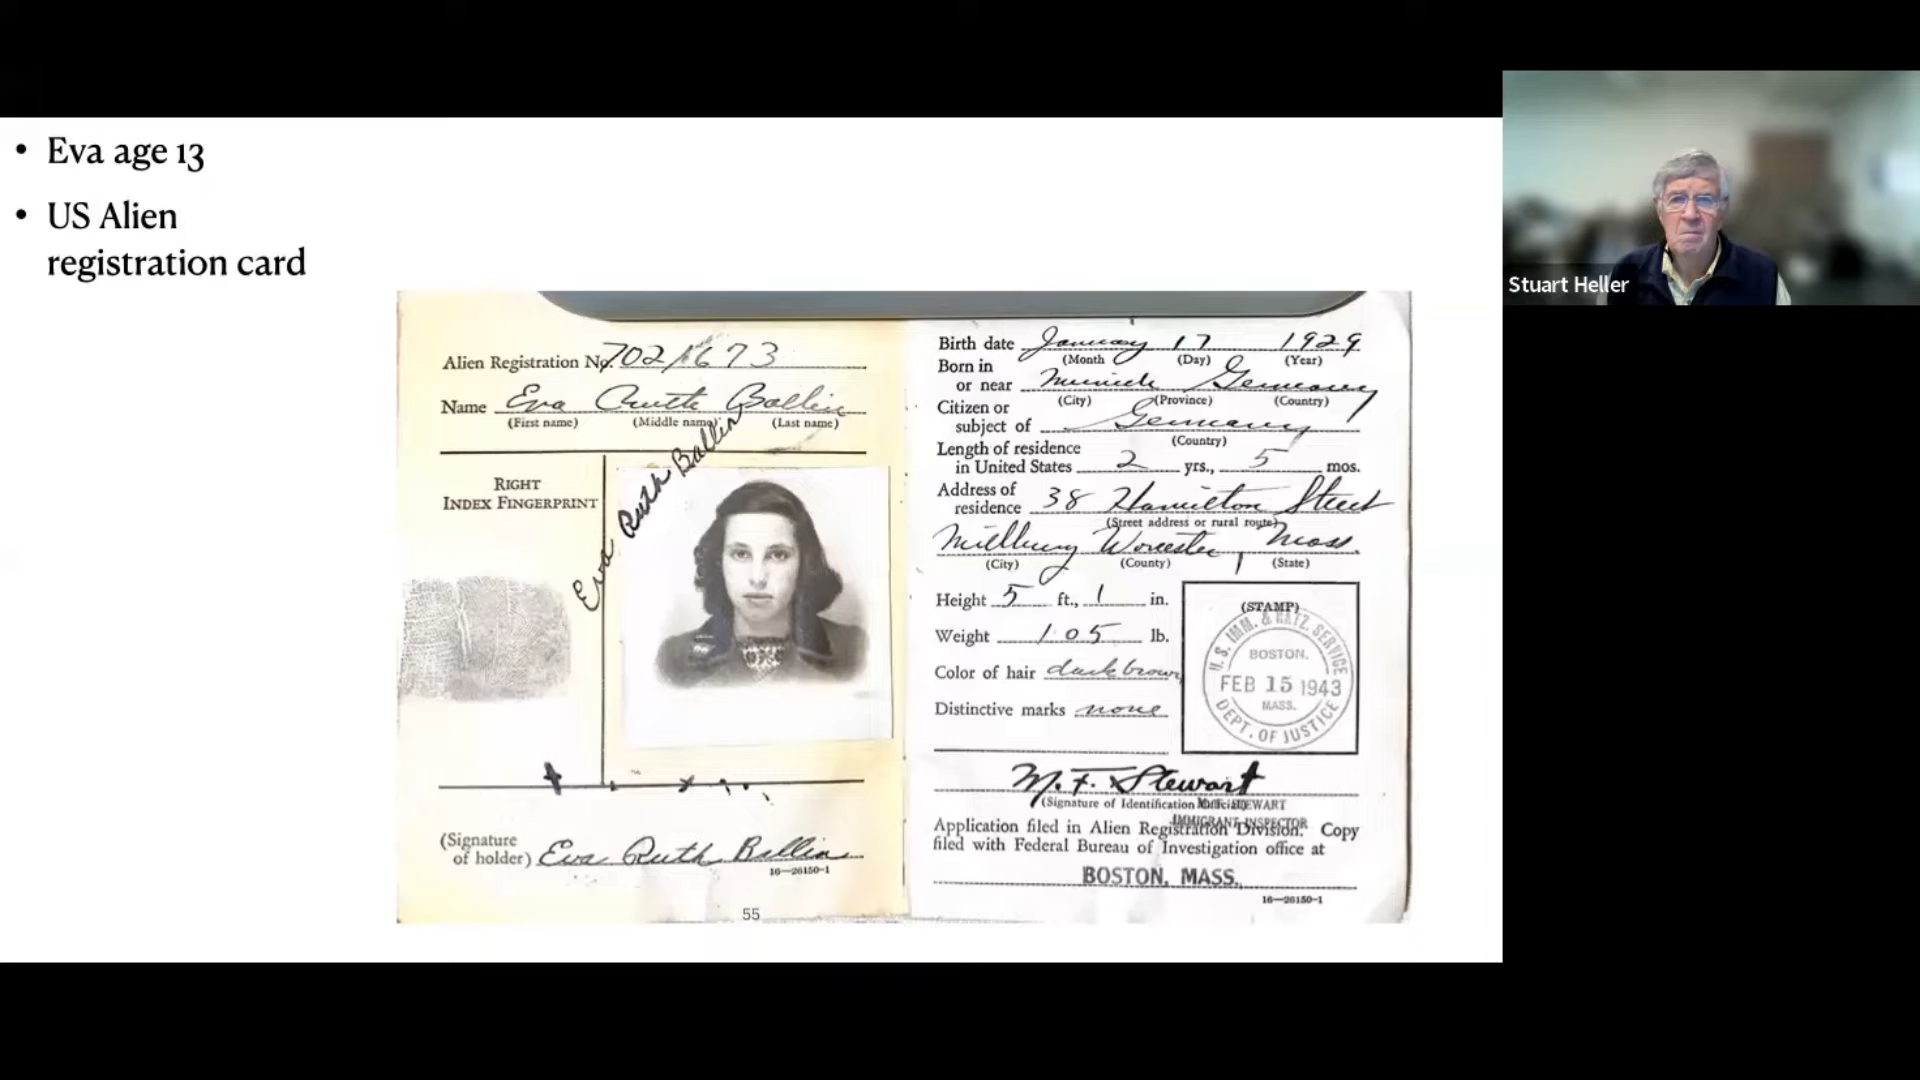 • Eva age 13
• US Alien
registration card
Stuart Heller
Alien Registration No. 7021673
Name Eva Ruth Ballin
(First name) (Middle name) (Last name)
Eva Ruth Ballin
RIGHT
INDEX FINGERPRINT
(Signature
of holder) Eva Ruth Ballin
16—26150-1
55
Birth date January 17 1929
(Month (Day) (Year)
Born in
or near Munich Germany
(City) (Province) (Country)
Citizen or
subject of Germany
(Country)
Length of residence
in United States 2 yrs., 5 mos.
Address of
residence 38 Hamilton Street
(Street address or rural route)
Millbury Worcester, Mass.
(City) (County) (State)
Height 5 ft., 1 in.
Weight 105 lb.
Color of hair dark brown
Distinctive marks none
(STAMP)
U. S. IMM. & NATZ. SERVICE
BOSTON,
FEB 15 1943
MASS.
DEPT. OF JUSTICE
M. F. Stewart
(Signature of Identification Official)
M. F. STEWART
IMMIGRANT INSPECTOR
Application filed in Alien Registration Division. Copy
filed with Federal Bureau of Investigation office at
BOSTON, MASS.
16—26150-1